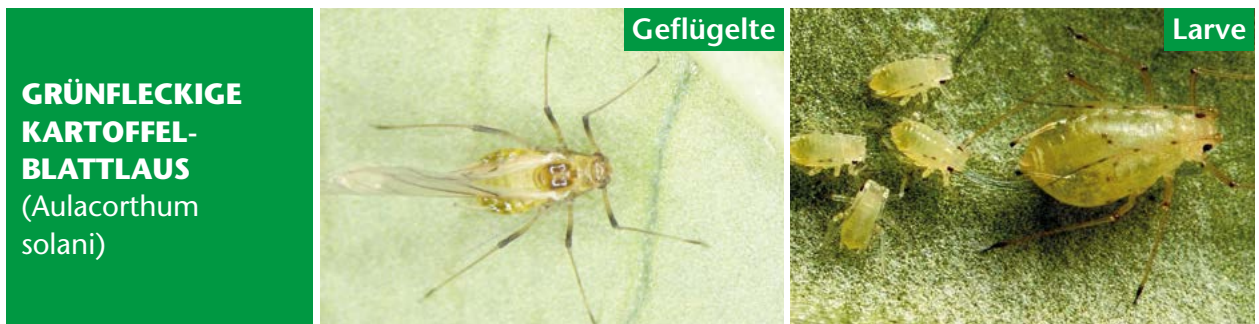 GRÜNFLECKIGE
KARTOFFEL-
BLATTLAUS
(Aulacorthum
solani)
Geflügelte
Larve